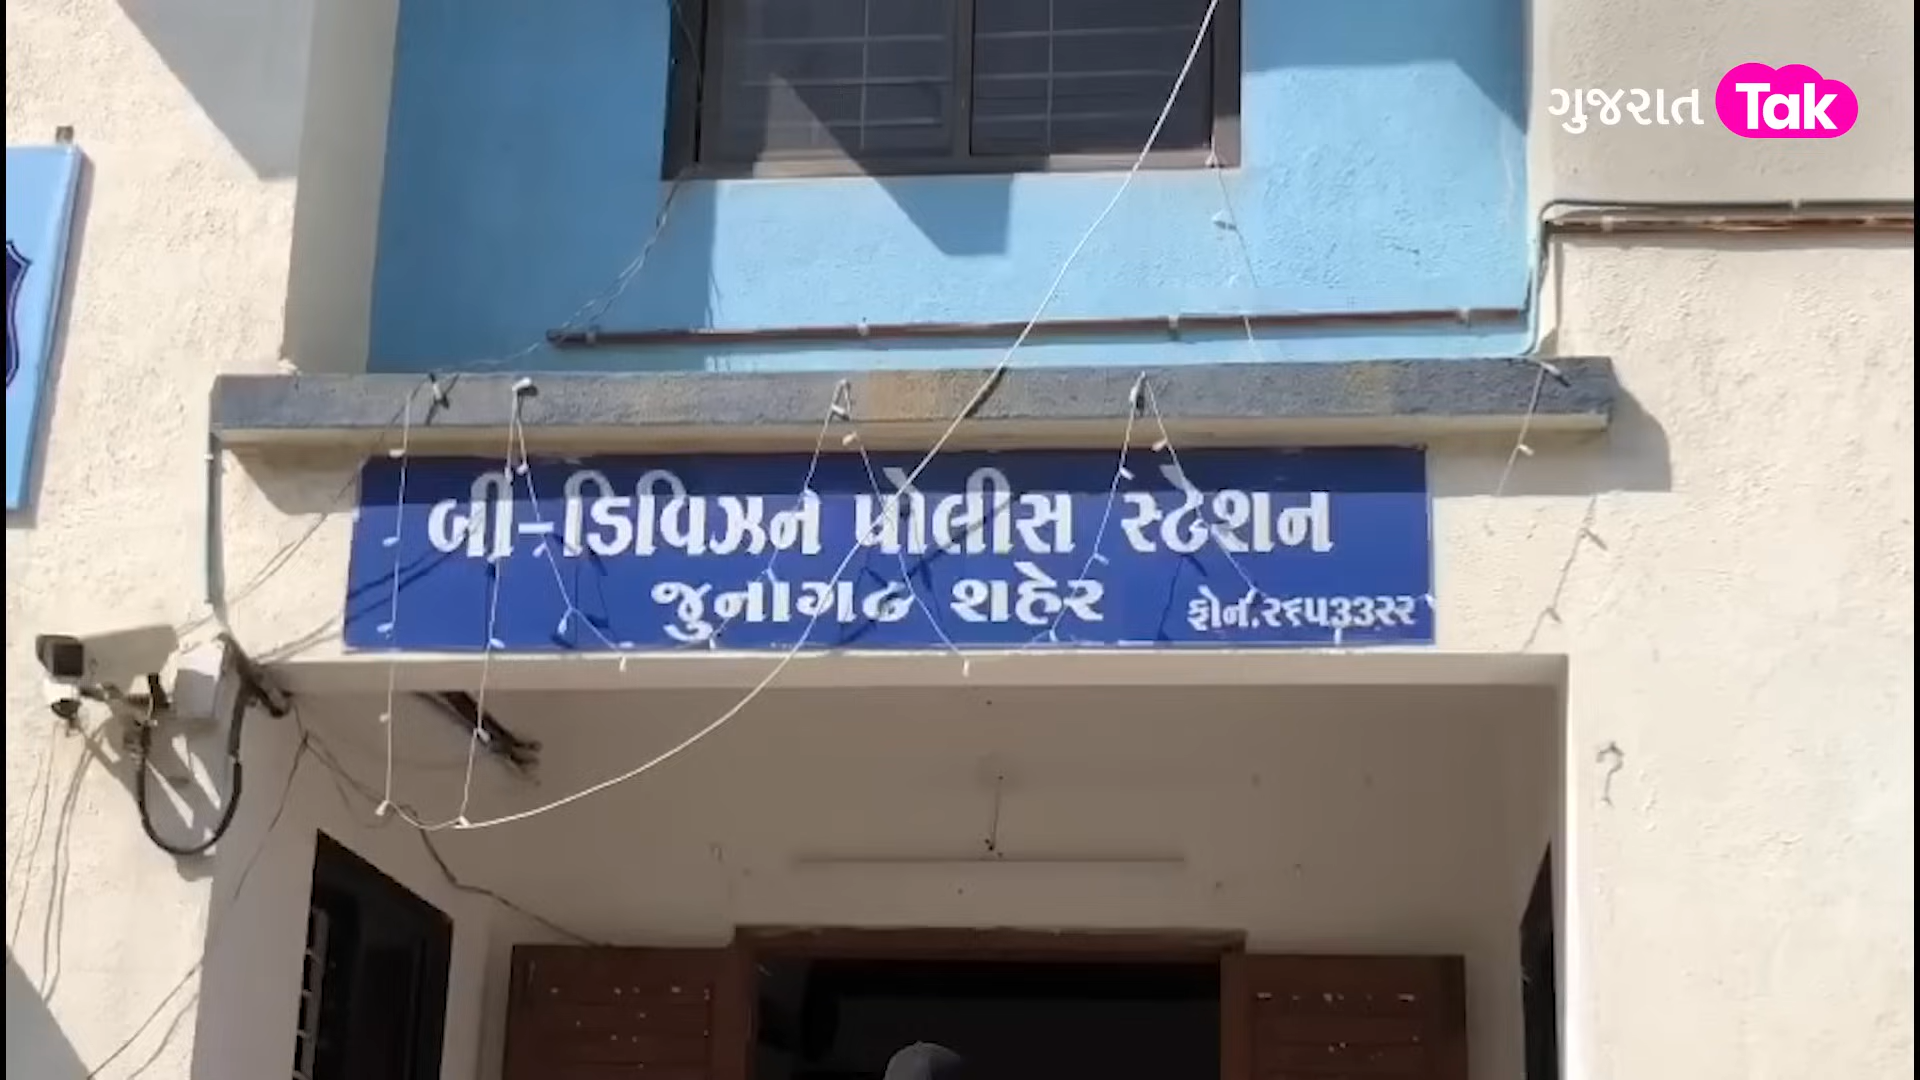 ગુજરાત Tak
બી-ડિવિઝન પોલીસ સ્ટેશન
જુનાગઢ શહેર
ફોન.૨૬૫૩૩૨૨